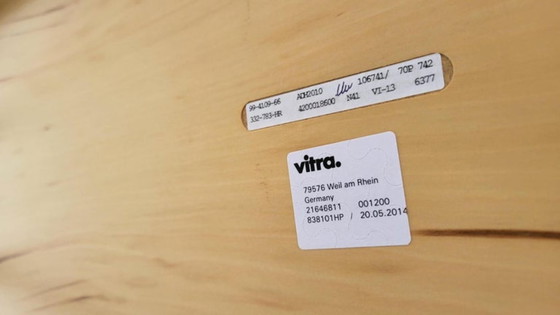 99-4109-66 ADH2010 106741/ 70P 742
332-783-HR 4200018600 N41 VI-13 6377
vitra.
79576 Weil am Rhein
Germany
21646811 001200
838101HP / 20.05.2014